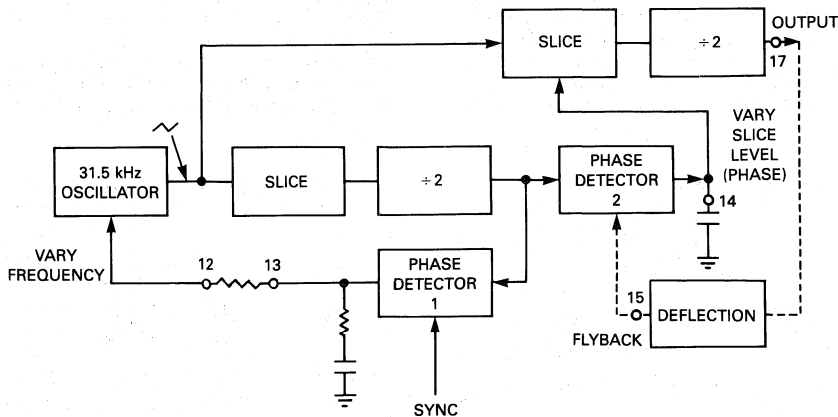 OUTPUT
SLICE
÷2
17
VARY
SLICE
LEVEL
(PHASE)
31.5 kHz
OSCILLATOR
SLICE
÷2
PHASE
DETECTOR
2
14
VARY
FREQUENCY
12
13
PHASE
DETECTOR
1
15
DEFLECTION
FLYBACK
SYNC